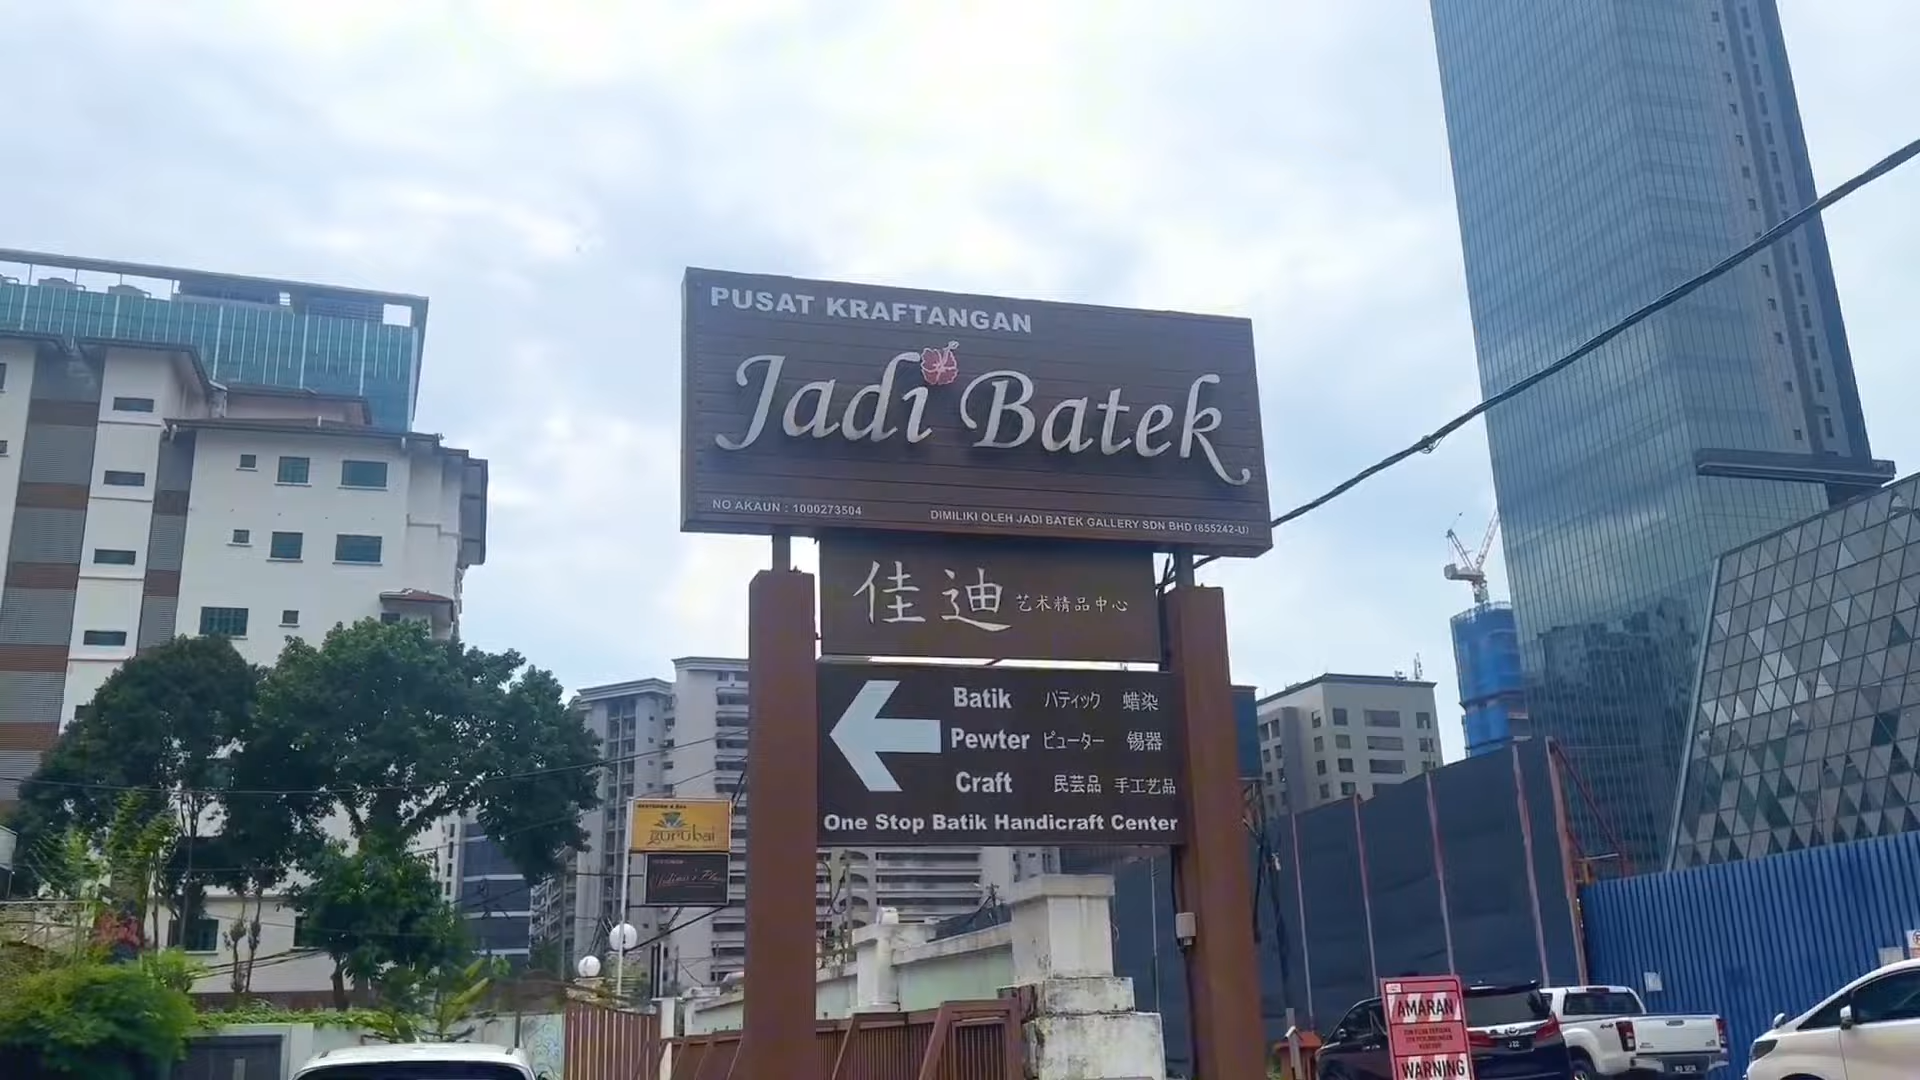 PUSAT KRAFTANGAN
Jadi Batek
NO AKAUN : 1000273504
DIMILIKI OLEH JADI BATEK GALLERY SDN BHD (855242-U)
佳迪 艺术精品中心
Batik バティック 蜡染
Pewter ピューター 锡器
Craft 民芸品 手工艺品
One Stop Batik Handicraft Center
gurubai
AMARAN
WARNING